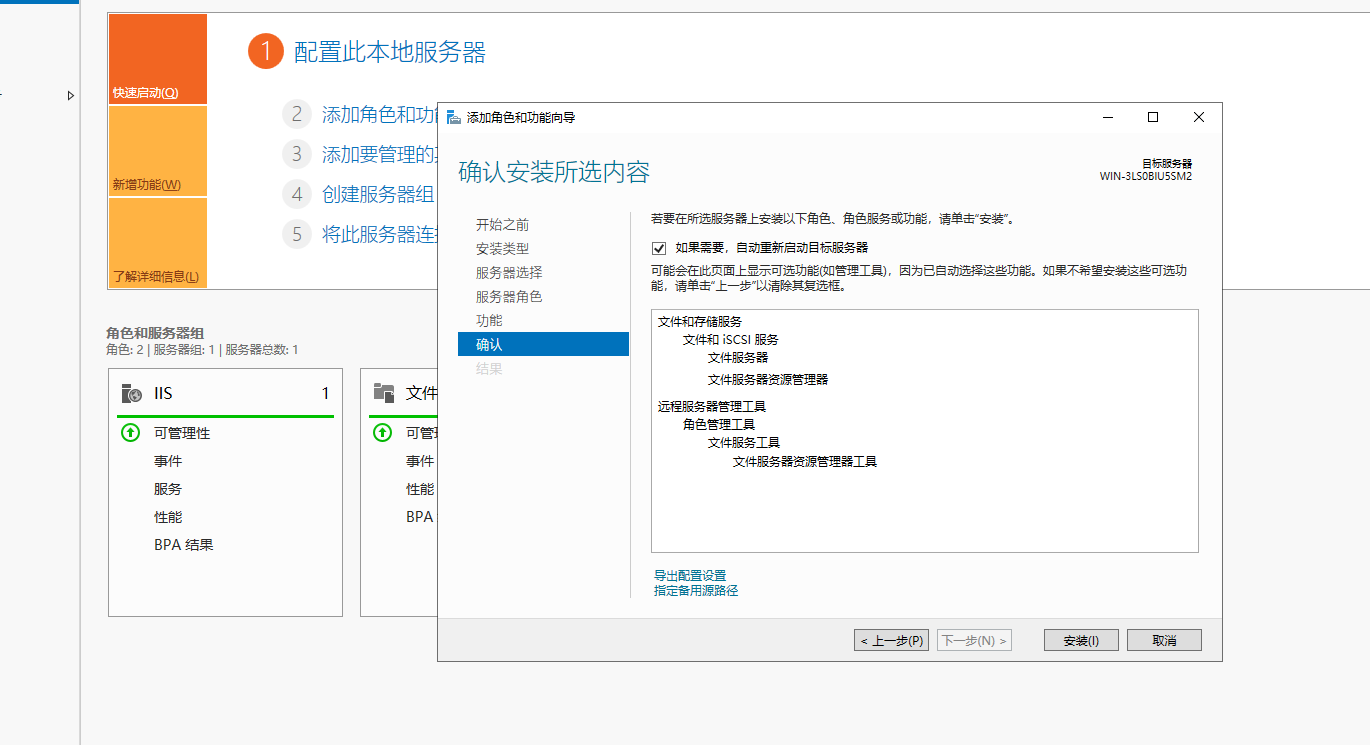 快速启动(Q)
新增功能(W)
了解详细信息(L)
1 配置此本地服务器
2 添加角色和功
3 添加要管理的
4 创建服务器组
5 将此服务器连
角色和服务器组
角色: 2 | 服务器组: 1 | 服务器总数: 1
IIS 1
可管理性
事件
服务
性能
BPA 结果
文件
可管
事件
性能
BPA
添加角色和功能向导
确认安装所选内容
目标服务器
WIN-3LS0BIU5SM2
开始之前
安装类型
服务器选择
服务器角色
功能
确认
结果
若要在所选服务器上安装以下角色、角色服务或功能，请单击“安装”。
如果需要，自动重新启动目标服务器
可能会在此页面上显示可选功能(如管理工具)，因为已自动选择这些功能。如果不希望安装这些可选功
能，请单击“上一步”以清除其复选框。
文件和存储服务
文件和 iSCSI 服务
文件服务器
文件服务器资源管理器
远程服务器管理工具
角色管理工具
文件服务工具
文件服务器资源管理器工具
导出配置设置
指定备用源路径
< 上一步(P) 下一步(N) > 安装(I) 取消